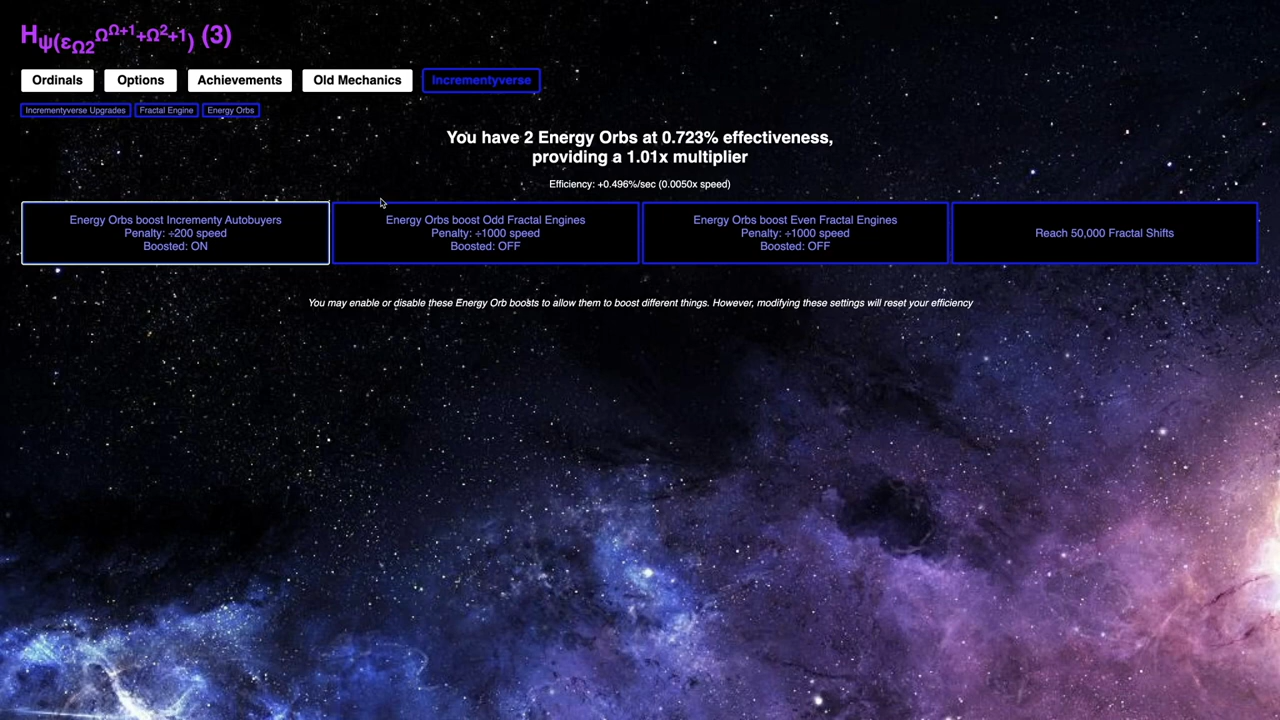 H_ψ(ε_Ω2^Ω^Ω+1+Ω^2+1) (3)
Ordinals Options Achievements Old Mechanics Incrementyverse
Incrementyverse Upgrades Fractal Engine Energy Orbs
You have 2 Energy Orbs at 0.723% effectiveness,
providing a 1.01x multiplier
Efficiency: +0.496%/sec (0.0050x speed)
Energy Orbs boost Incrementy Autobuyers
Penalty: ÷200 speed
Boosted: ON
Energy Orbs boost Odd Fractal Engines
Penalty: ÷1000 speed
Boosted: OFF
Energy Orbs boost Even Fractal Engines
Penalty: ÷1000 speed
Boosted: OFF
Reach 50,000 Fractal Shifts
You may enable or disable these Energy Orb boosts to allow them to boost different things. However, modifying these settings will reset your efficiency